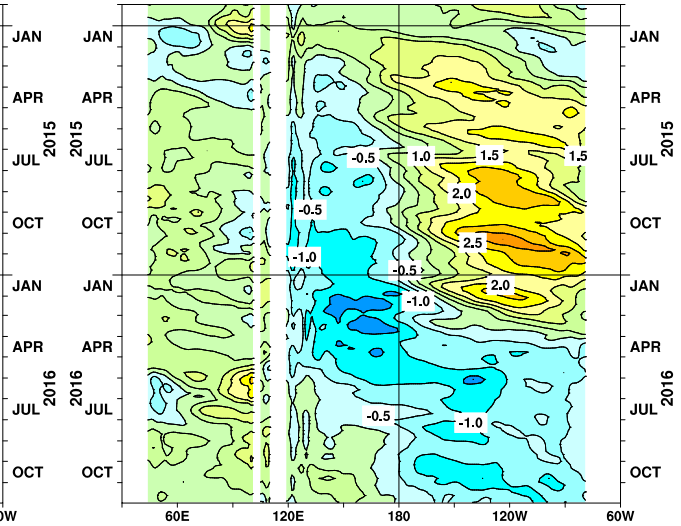 JAN JAN JAN
APR APR APR
2015 2015 2015
JUL JUL JUL
-0.5 1.0 1.5 1.5
2.0
OCT OCT OCT
-0.5
2.5
-1.0
-0.5
JAN JAN JAN
2.0
-1.0
APR APR APR
2016 2016 2016
JUL JUL JUL
-0.5
-1.0
OCT OCT OCT
0W 60E 120E 180 120W 60W